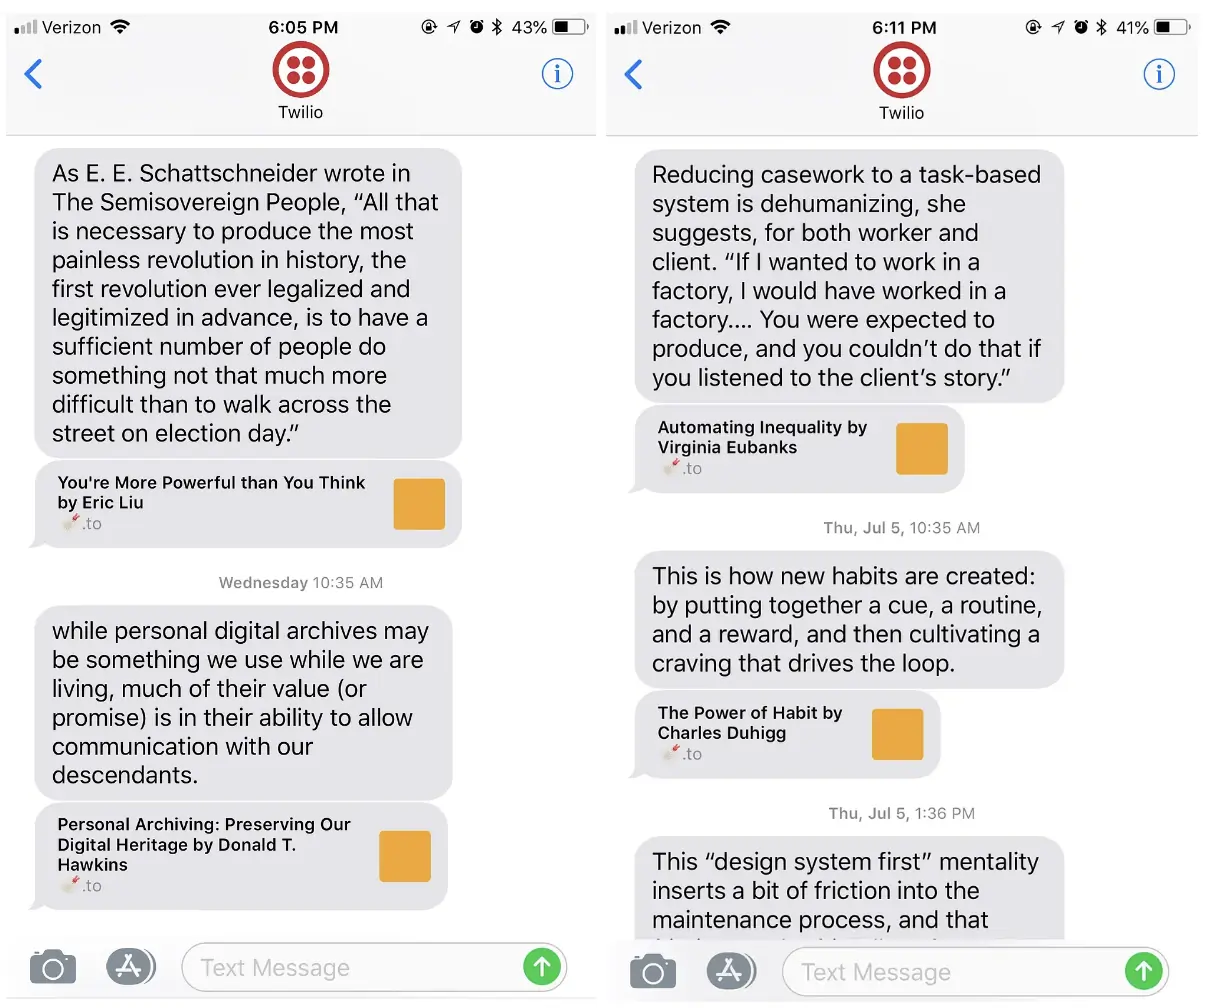 Verizon 6:05 PM 43%
Twilio
As E. E. Schattschneider wrote in
The Semisovereign People, “All that
is necessary to produce the most
painless revolution in history, the
first revolution ever legalized and
legitimized in advance, is to have a
sufficient number of people do
something not that much more
difficult than to walk across the
street on election day.”
You're More Powerful than You Think
by Eric Liu
.to
Wednesday 10:35 AM
while personal digital archives may
be something we use while we are
living, much of their value (or
promise) is in their ability to allow
communication with our
descendants.
Personal Archiving: Preserving Our
Digital Heritage by Donald T.
Hawkins
.to
Text Message
Verizon 6:11 PM 41%
Twilio
Reducing casework to a task-based
system is dehumanizing, she
suggests, for both worker and
client. “If I wanted to work in a
factory, I would have worked in a
factory.... You were expected to
produce, and you couldn’t do that if
you listened to the client’s story.”
Automating Inequality by
Virginia Eubanks
.to
Thu, Jul 5, 10:35 AM
This is how new habits are created:
by putting together a cue, a routine,
and a reward, and then cultivating a
craving that drives the loop.
The Power of Habit by
Charles Duhigg
.to
Thu, Jul 5, 1:36 PM
This “design system first” mentality
inserts a bit of friction into the
maintenance process, and that
Text Message